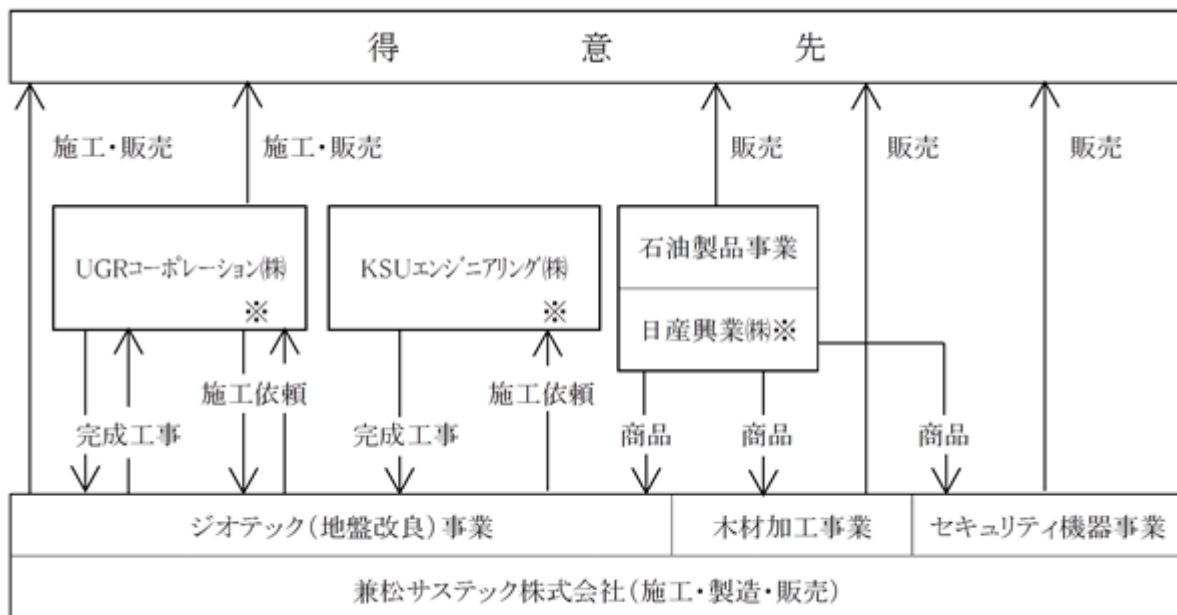 得意先
施工・販売
施工・販売
販売
販売
販売
UGRコーポレーション㈱
※
KSUエンジニアリング㈱
※
石油製品事業
日産興業㈱※
完成工事
施工依頼
完成工事
施工依頼
商品
商品
商品
ジオテック(地盤改良)事業
木材加工事業
セキュリティ機器事業
兼松サステック株式会社(施工・製造・販売)